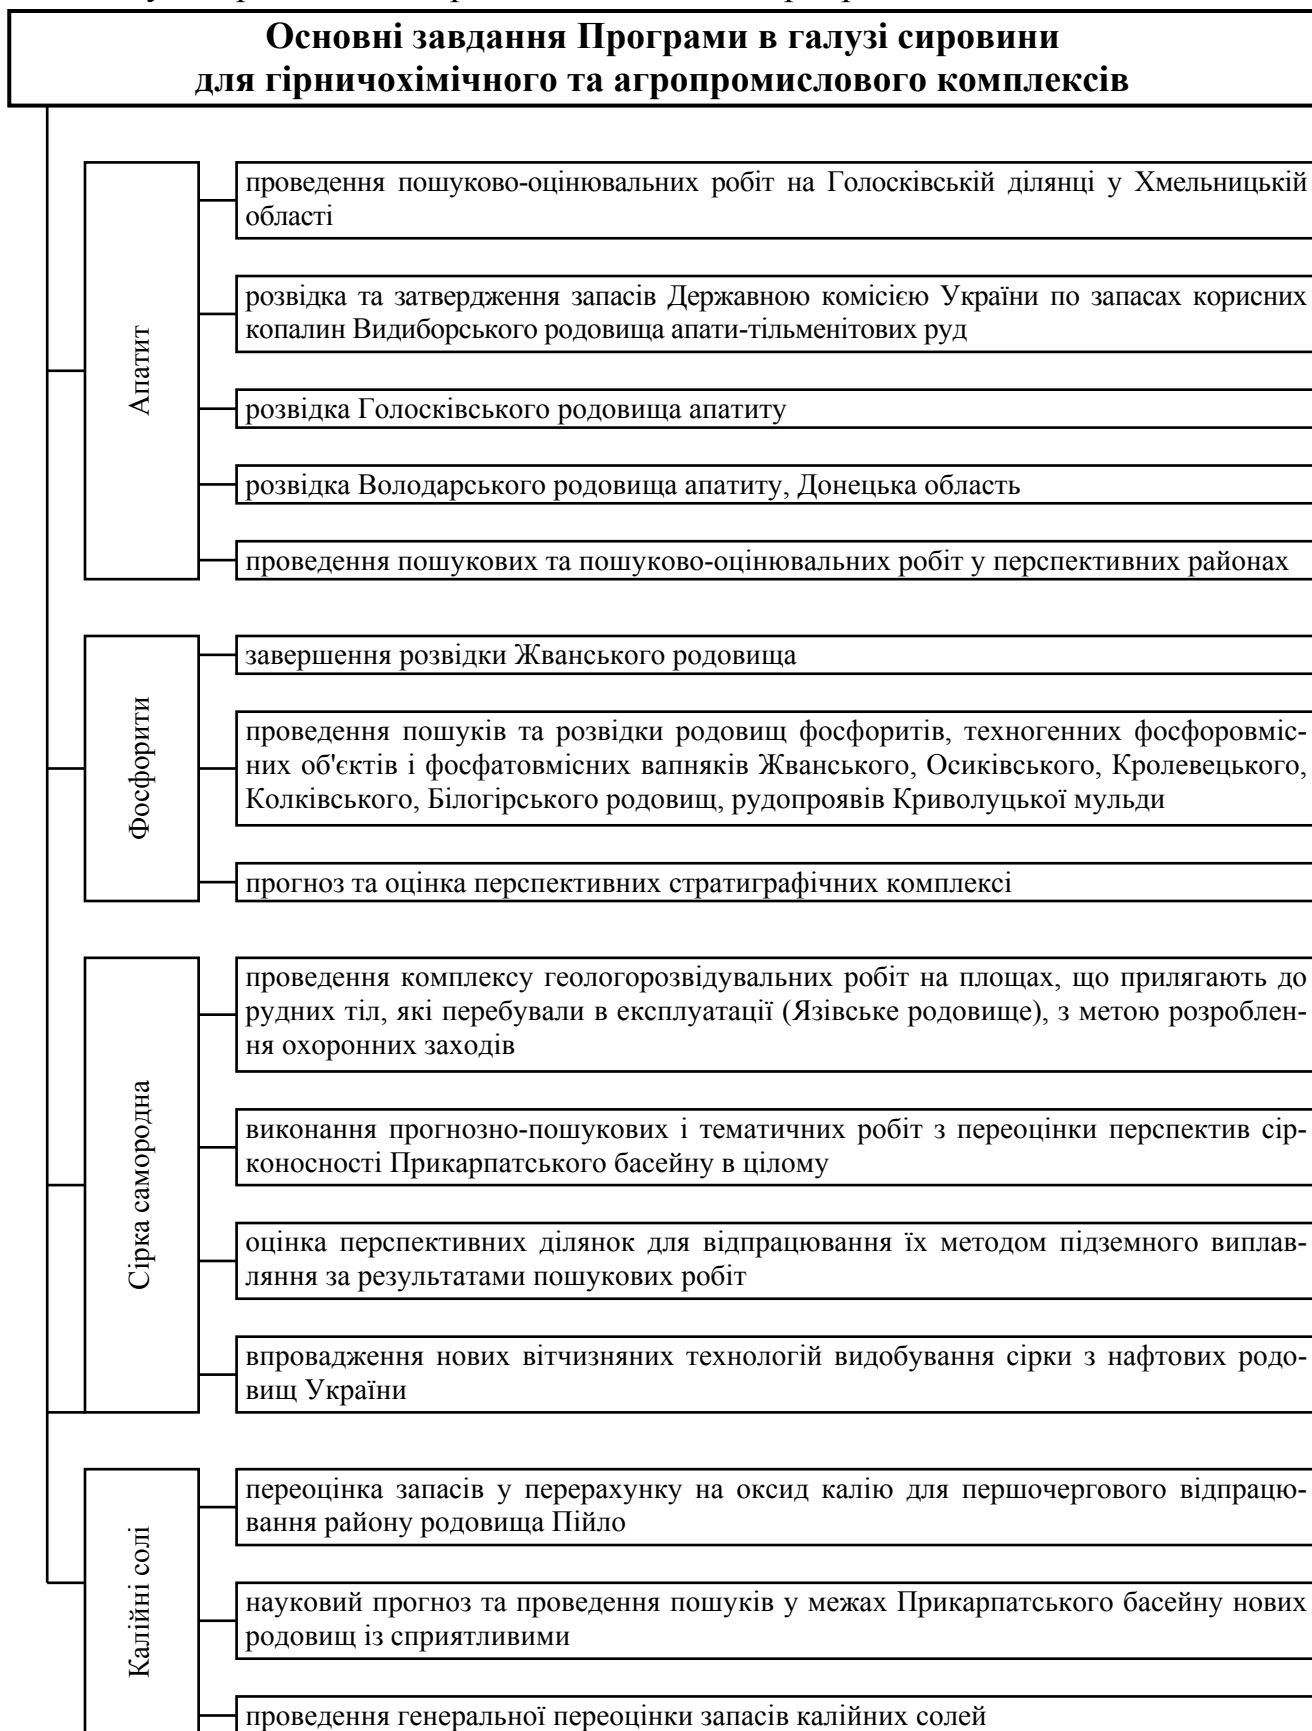 Основні завдання Програми в галузі сировини
для гірничохімічного та агропромислового комплексів
Апатит
проведення пошуково-оцінювальних робіт на Голосківській ділянці у Хмельницькій
області
розвідка та затвердження запасів Державною комісією України по запасах корисних
копалин Видиборського родовища апати-тільменітових руд
розвідка Голосківського родовища апатиту
розвідка Володарського родовища апатиту, Донецька область
проведення пошукових та пошуково-оцінювальних робіт у перспективних районах
Фосфорити
завершення розвідки Жванського родовища
проведення пошуків та розвідки родовищ фосфоритів, техногенних фосфоровміс-
них об'єктів і фосфатовмісних вапняків Жванського, Осиківського, Кролевецького,
Колківського, Білогірського родовищ, рудопроявів Криволуцької мульди
прогноз та оцінка перспективних стратиграфічних комплексі
Сірка самородна
проведення комплексу геологорозвідувальних робіт на площах, що прилягають до
рудних тіл, які перебували в експлуатації (Язівське родовище), з метою розроблен-
ня охоронних заходів
виконання прогнозно-пошукових і тематичних робіт з переоцінки перспектив сір-
коносності Прикарпатського басейну в цілому
оцінка перспективних ділянок для відпрацювання їх методом підземного виплав-
ляння за результатами пошукових робіт
впровадження нових вітчизняних технологій видобування сірки з нафтових родо-
вищ України
Калійні солі
переоцінка запасів у перерахунку на оксид калію для першочергового відпрацю-
вання району родовища Пійло
науковий прогноз та проведення пошуків у межах Прикарпатського басейну нових
родовищ із сприятливими
проведення генеральної переоцінки запасів калійних солей